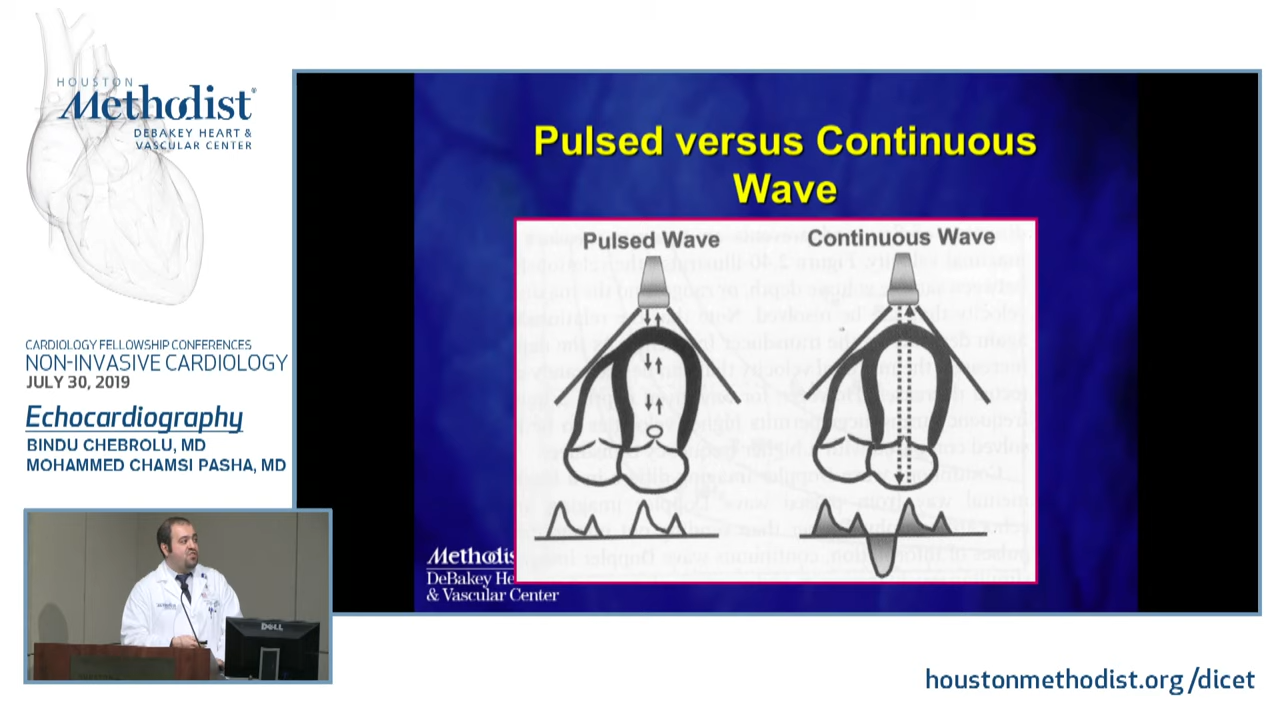 HOUSTON
Methodist®
DEBAKEY HEART &
VASCULAR CENTER
CARDIOLOGY FELLOWSHIP CONFERENCES
NON-INVASIVE CARDIOLOGY
JULY 30, 2019
Echocardiography
BINDU CHEBROLU, MD
MOHAMMED CHAMSI PASHA, MD
Pulsed versus Continuous
Wave
Pulsed Wave
Continuous Wave
Methodis
DeBakey He
& Vascular Center
DELL
houstonmethodist.org/dicet